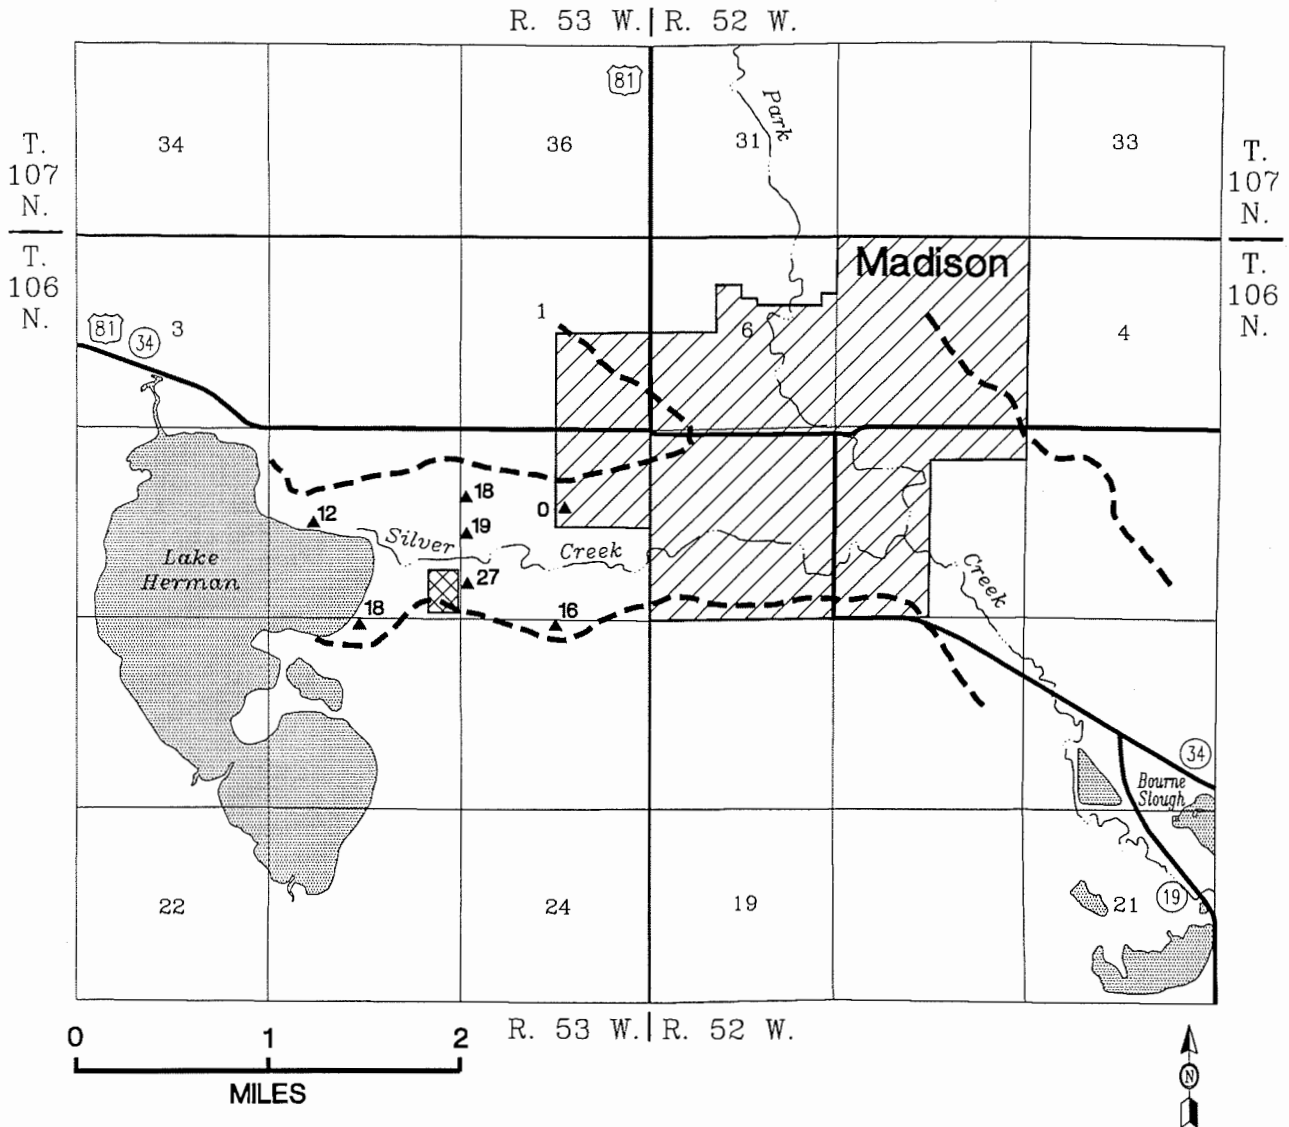 R. 53 W. R. 52 W.
81
Park
34 36 31 33
T.
107
N.
T.
107
N.
T.
106
N.
T.
106
N.
Madison
81
34
3
1
6
4
18
0
12
19
Silver
Creek
Lake
Herman
27
Creek
18
16
34
Bourne
Slough
22 24 19 21
19
R. 53 W. R. 52 W.
0 1 2
MILES
N